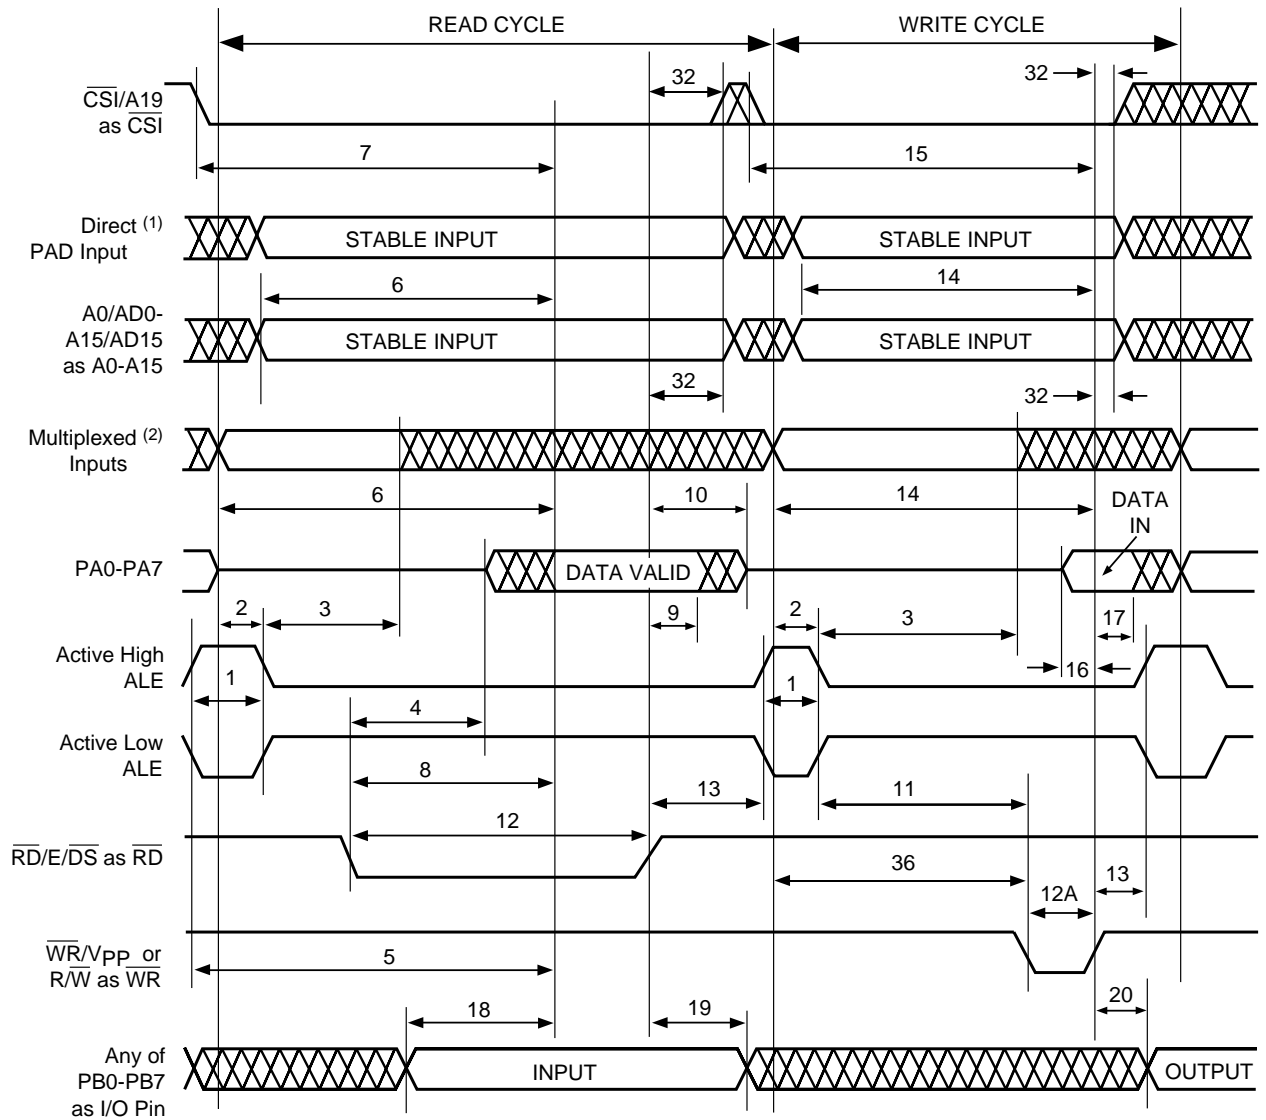 READ CYCLE
WRITE CYCLE
32
32
CSI/A19
as CSI
7
15
Direct (1)
PAD Input
STABLE INPUT
STABLE INPUT
6
14
A0/AD0-
A15/AD15
as A0-A15
STABLE INPUT
STABLE INPUT
32
32
Multiplexed (2)
Inputs
6
10
14
DATA
IN
PA0-PA7
DATA VALID
2
3
9
2
3
17
Active High
ALE
1
1
16
4
Active Low
ALE
8
13
11
12
RD/E/DS as RD
36
13
12A
WR/VPP or
R/W as WR
5
18
19
20
Any of
PB0-PB7
as I/O Pin
INPUT
OUTPUT